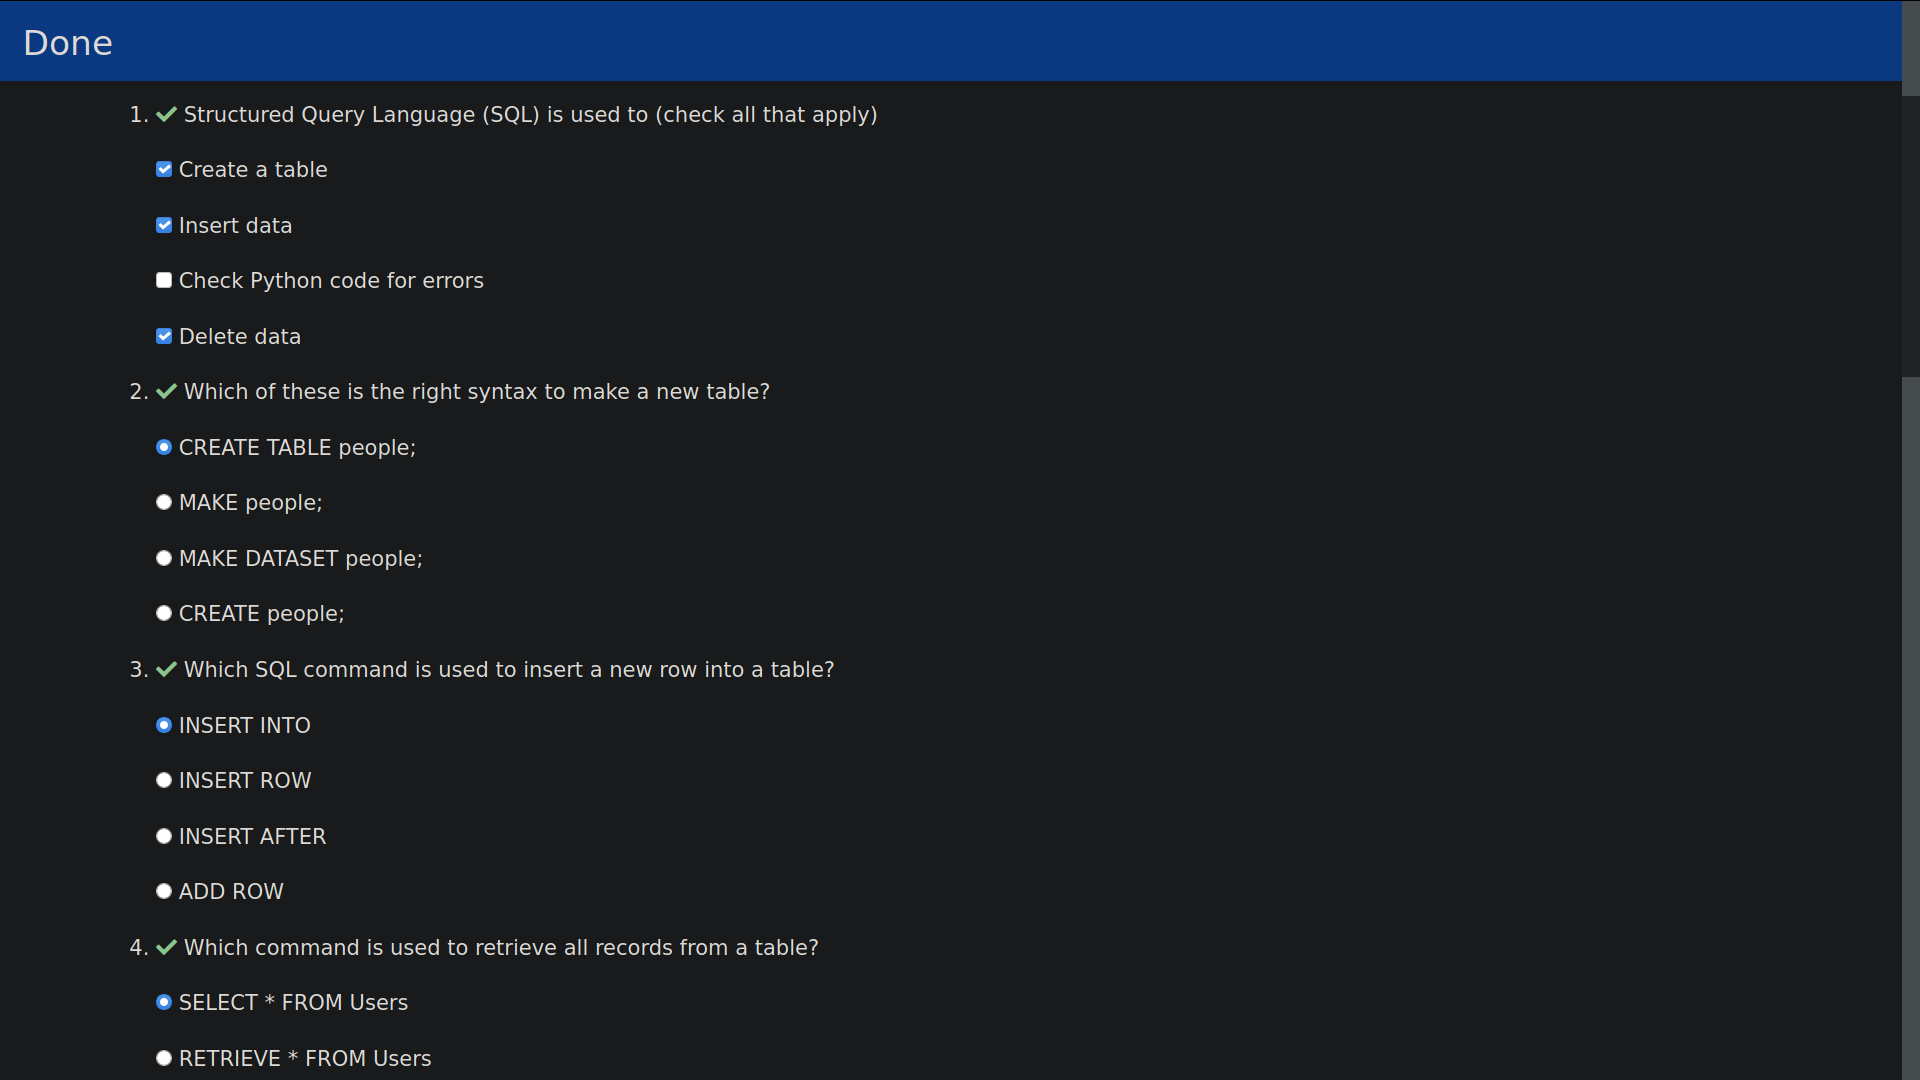 Done
1. ✔ Structured Query Language (SQL) is used to (check all that apply)
Create a table
Insert data
Check Python code for errors
Delete data
2. ✔ Which of these is the right syntax to make a new table?
CREATE TABLE people;
MAKE people;
MAKE DATASET people;
CREATE people;
3. ✔ Which SQL command is used to insert a new row into a table?
INSERT INTO
INSERT ROW
INSERT AFTER
ADD ROW
4. ✔ Which command is used to retrieve all records from a table?
SELECT * FROM Users
RETRIEVE * FROM Users